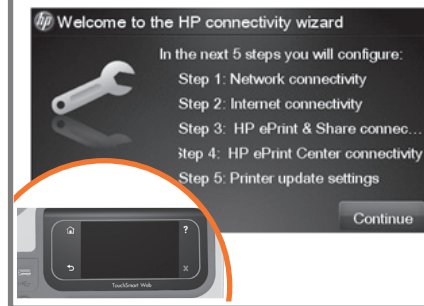 hp Welcome to the HP connectivity wizard
In the next 5 steps you will configure:
Step 1: Network connectivity
Step 2: Internet connectivity
Step 3: HP ePrint & Share connec...
Step 4: HP ePrint Center connectivity
Step 5: Printer update settings
Continue
?
X
TouchSmart Web